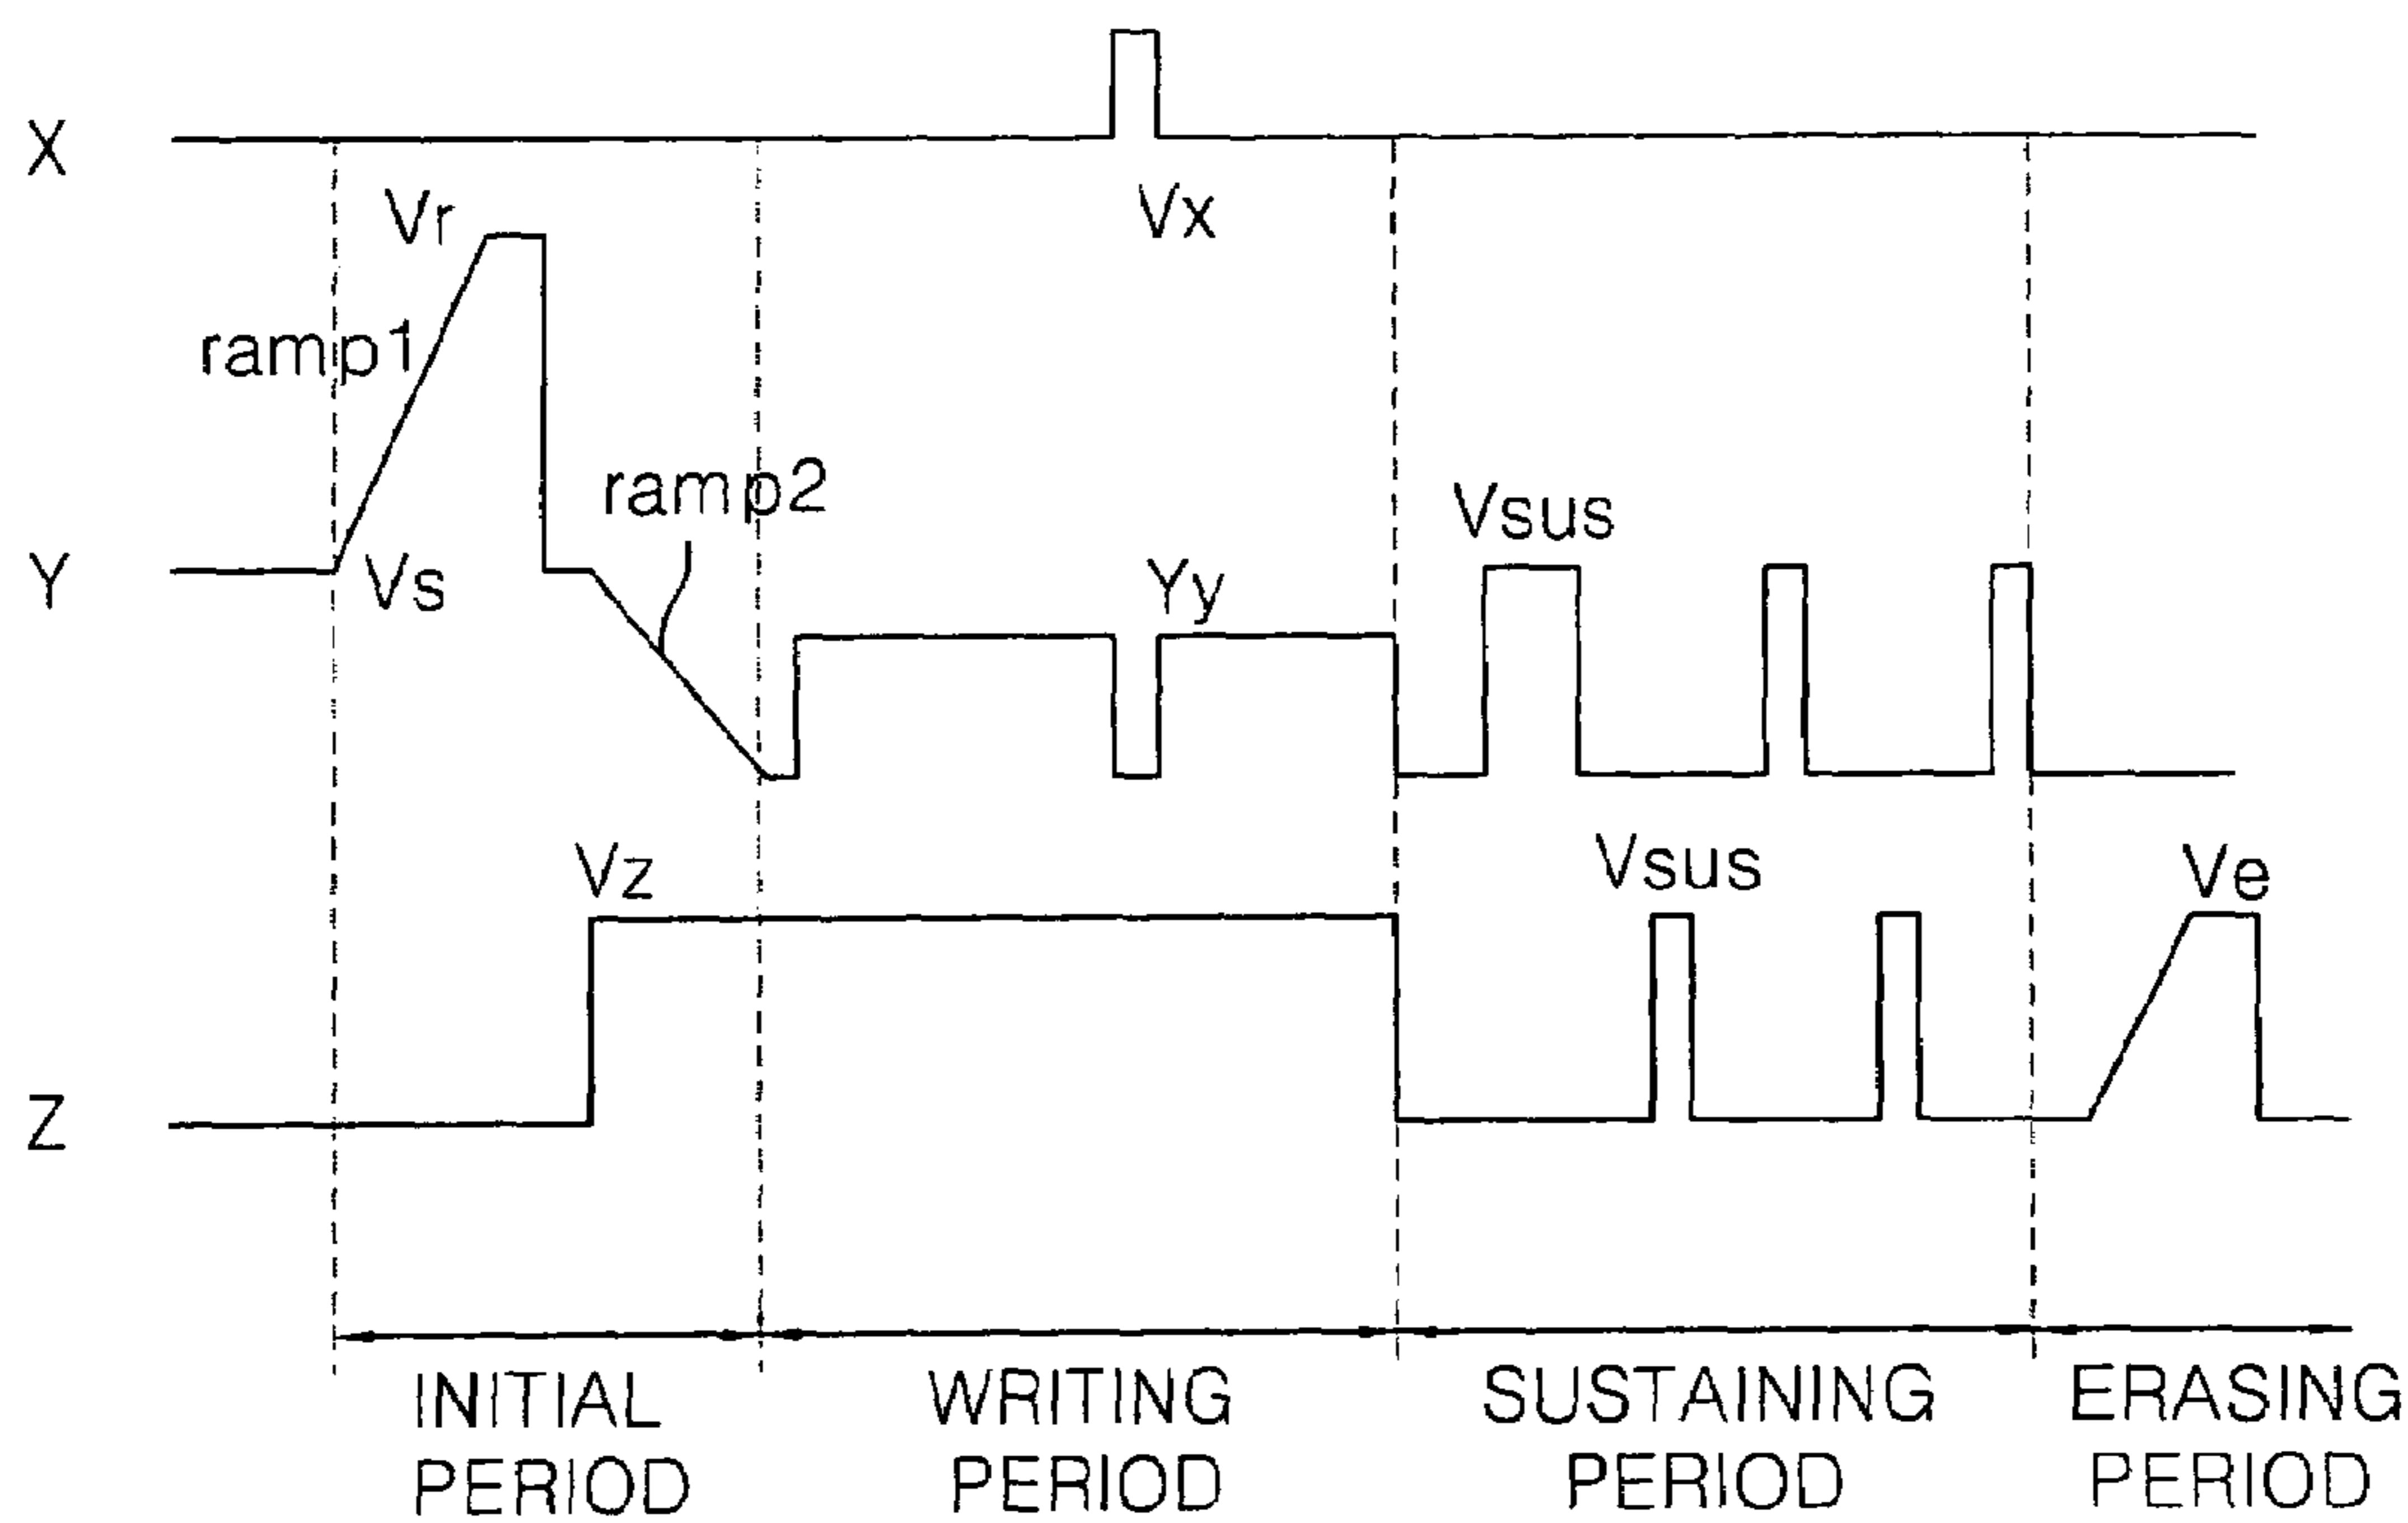 X
Vr
Vx
ramp1
ramp2
Vsus
Y
Vs
Yy
Vz
Vsus
Ve
Z
INITIAL
PERIOD
WRITING
PERIOD
SUSTAINING
PERIOD
ERASING
PERIOD